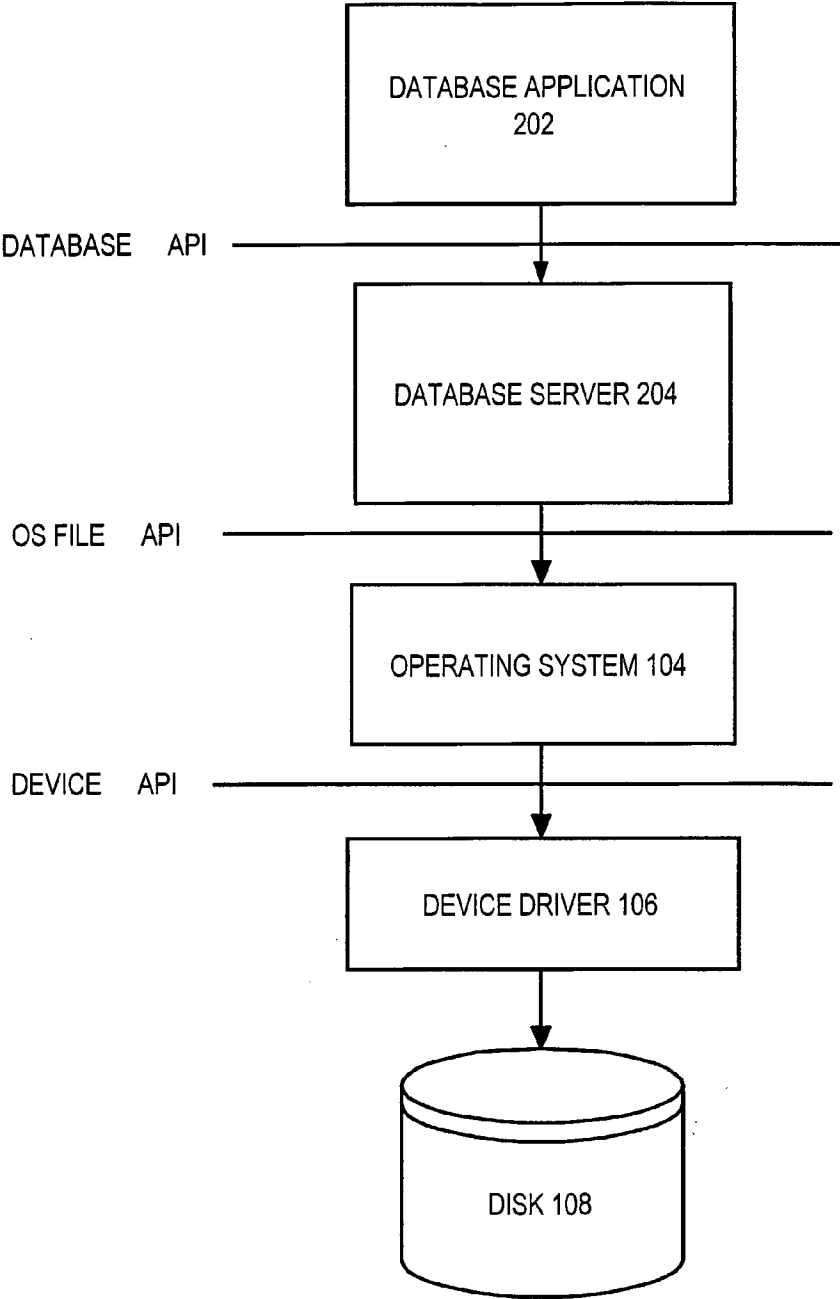 DATABASE APPLICATION
202
DATABASE API
DATABASE SERVER 204
OS FILE API
OPERATING SYSTEM 104
DEVICE API
DEVICE DRIVER 106
DISK 108